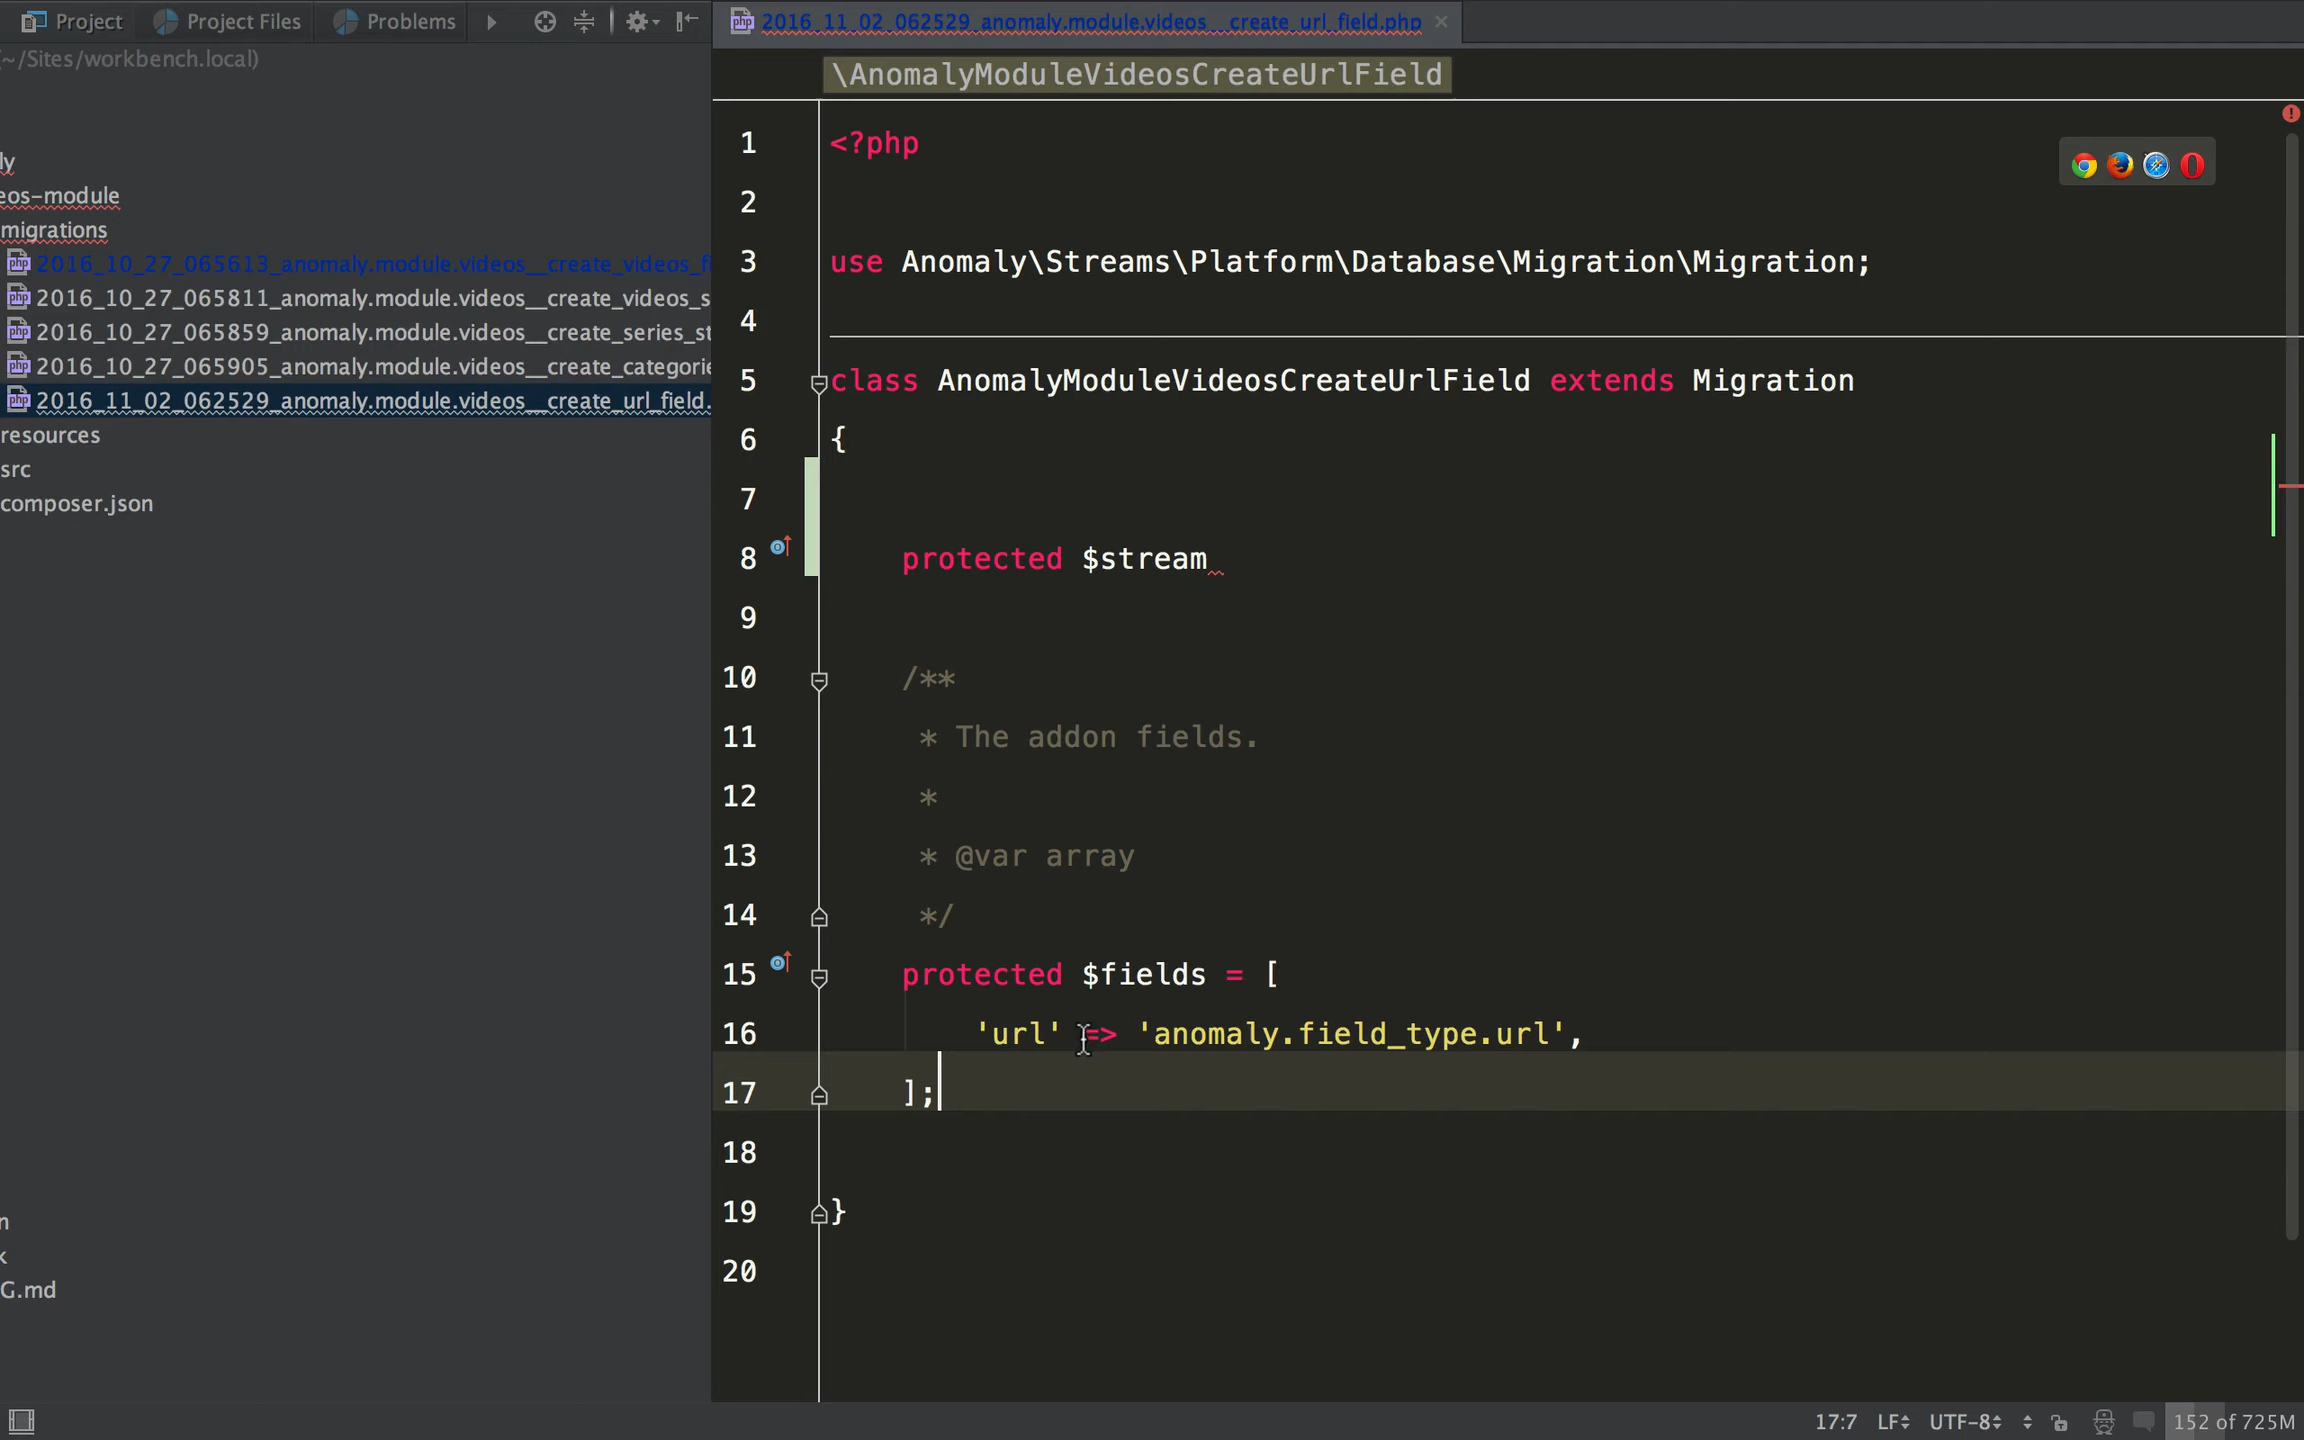 Project Project Files Problems
2016_11_02_062529_anomaly.module.videos__create_url_field.php
(~/Sites/workbench.local)
\AnomalyModuleVideosCreateUrlField
ly
eos-module
migrations
2016_10_27_065613_anomaly.module.videos__create_videos_fi
2016_10_27_065811_anomaly.module.videos__create_videos_s
2016_10_27_065859_anomaly.module.videos__create_series_st
2016_10_27_065905_anomaly.module.videos__create_categorie
2016_11_02_062529_anomaly.module.videos__create_url_field.
resources
src
composer.json
n
k
G.md
1 <?php
2
3 use Anomaly\Streams\Platform\Database\Migration\Migration;
4
5 class AnomalyModuleVideosCreateUrlField extends Migration
6 {
7
8 protected $stream
9
10 /**
11 * The addon fields.
12 *
13 * @var array
14 */
15 protected $fields = [
16 'url' => 'anomaly.field_type.url',
17 ];
18
19 }
20
17:7 LF UTF-8 152 of 725M